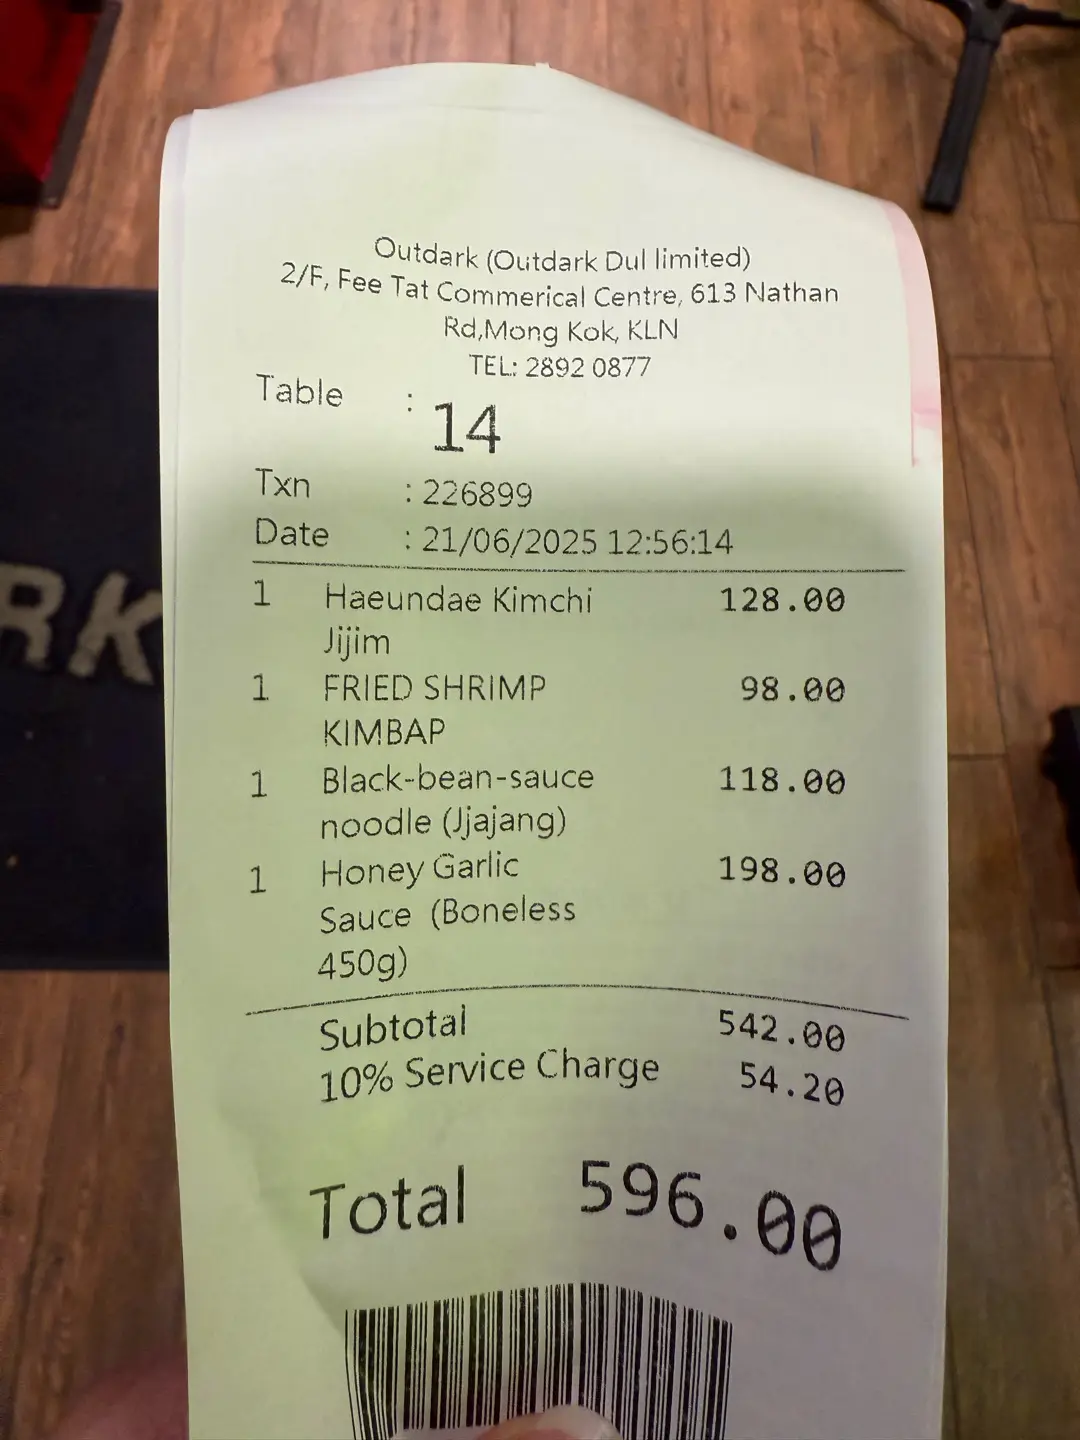 Outdark (Outdark Dul limited)
2/F, Fee Tat Commerical Centre, 613 Nathan
Rd,Mong Kok, KLN
TEL: 2892 0877
Table : 14
Txn : 226899
Date : 21/06/2025 12:56:14
1 Haeundae Kimchi 128.00
Jijim
1 FRIED SHRIMP 98.00
KIMBAP
1 Black-bean-sauce 118.00
noodle (Jjajang)
1 Honey Garlic 198.00
Sauce (Boneless
450g)
Subtotal 542.00
10% Service Charge 54.20
Total 596.00
RK